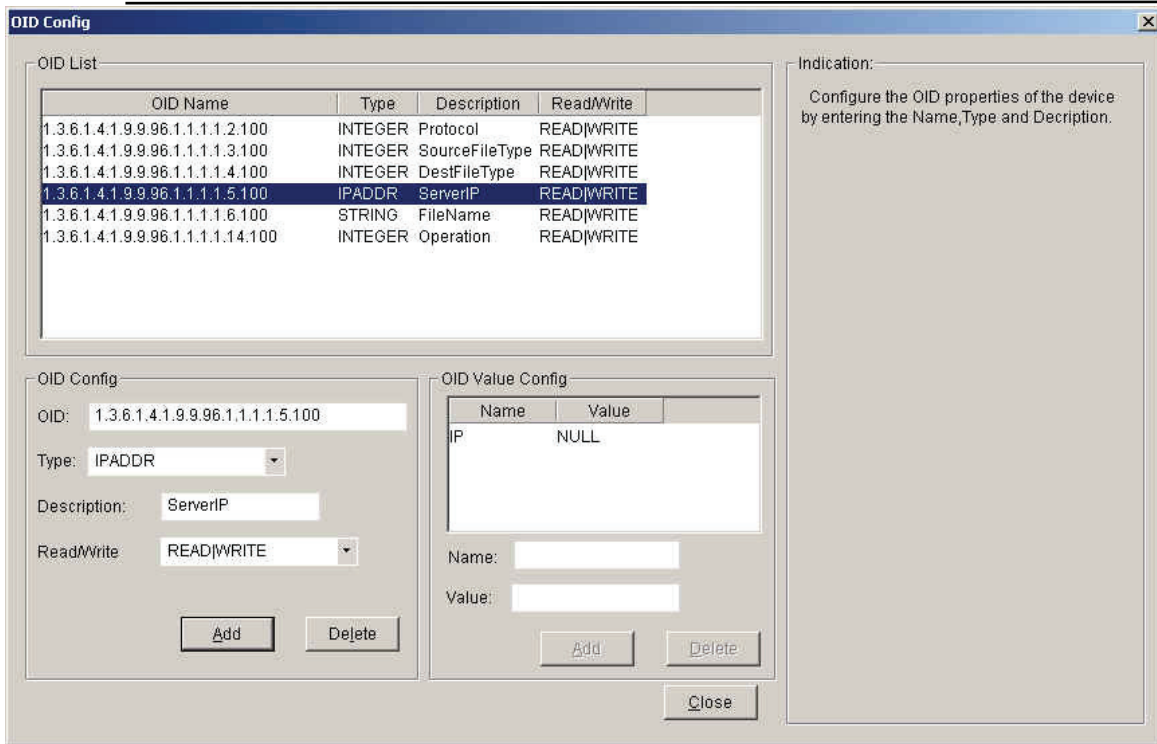 OID Config
OID List
OID Name Type Description Read/Write
1.3.6.1.4.1.9.9.96.1.1.1.1.2.100 INTEGER Protocol READ|WRITE
1.3.6.1.4.1.9.9.96.1.1.1.1.3.100 INTEGER SourceFileType READ|WRITE
1.3.6.1.4.1.9.9.96.1.1.1.1.4.100 INTEGER DestFileType READ|WRITE
1.3.6.1.4.1.9.9.96.1.1.1.1.5.100 IPADDR ServerIP READ|WRITE
1.3.6.1.4.1.9.9.96.1.1.1.1.6.100 STRING FileName READ|WRITE
1.3.6.1.4.1.9.9.96.1.1.1.1.14.100 INTEGER Operation READ|WRITE
Indication:
Configure the OID properties of the device
by entering the Name,Type and Decription.
OID Config
OID: 1.3.6.1.4.1.9.9.96.1.1.1.1.5.100
Type: IPADDR
Description: ServerIP
Read/Write READ|WRITE
Add Delete
OID Value Config
Name Value
IP NULL
Name:
Value:
Add Delete
Close